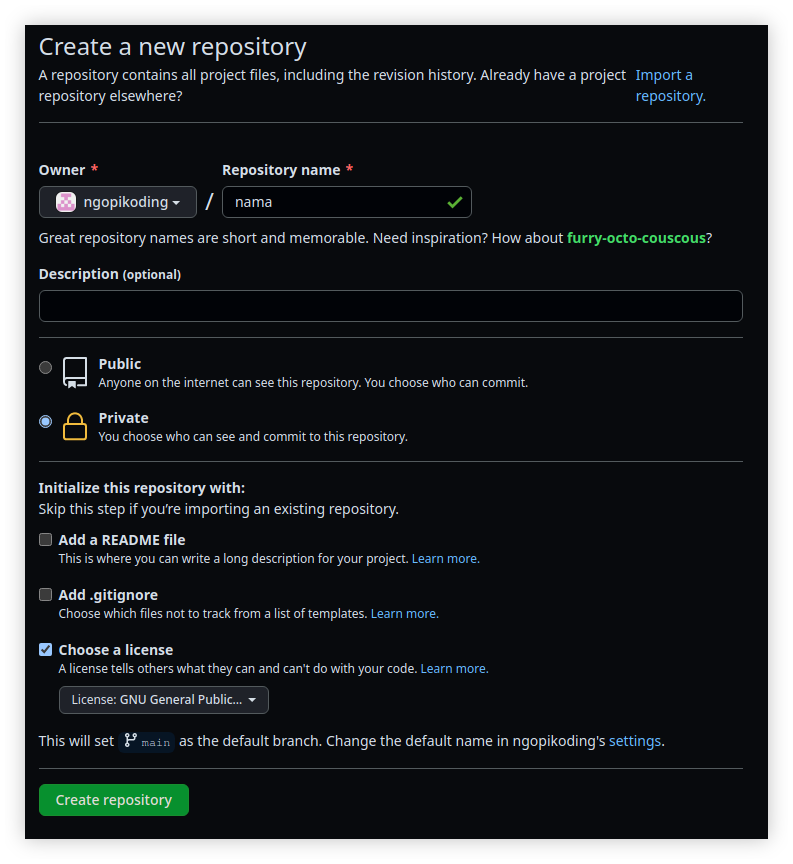 Create a new repository
A repository contains all project files, including the revision history. Already have a project repository elsewhere? Import a repository.
Owner *
Repository name *
ngopikoding / nama
Great repository names are short and memorable. Need inspiration? How about furry-octo-couscous?
Description (optional)
Public
Anyone on the internet can see this repository. You choose who can commit.
Private
You choose who can see and commit to this repository.
Initialize this repository with:
Skip this step if you’re importing an existing repository.
Add a README file
This is where you can write a long description for your project. Learn more.
Add .gitignore
Choose which files not to track from a list of templates. Learn more.
Choose a license
A license tells others what they can and can't do with your code. Learn more.
License: GNU General Public...
This will set main as the default branch. Change the default name in ngopikoding's settings.
Create repository